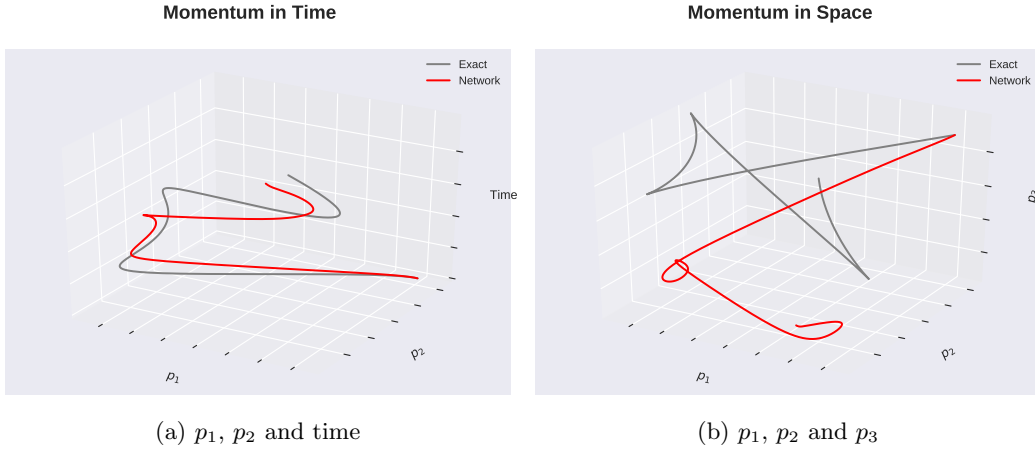 Momentum in Time
Exact
Network
Time
p₂
p₁
(a) p₁, p₂ and time
Momentum in Space
Exact
Network
p₃
p₂
p₁
(b) p₁, p₂ and p₃